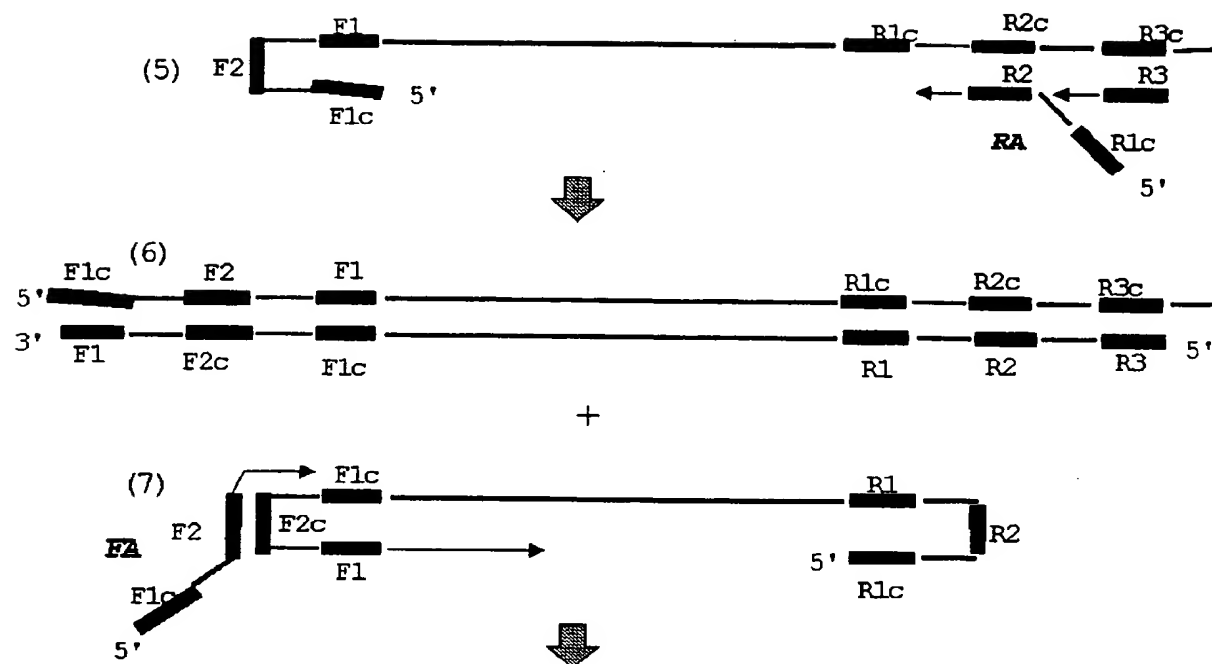 F1 R1c R2c R3c
(5) F2 R2 R3
F1c 5' RA R1c
5'
(6)
F1c F2 F1 R1c R2c R3c
5'
3' 5'
F1 F2c F1c R1 R2 R3
+
(7) F1c R1
FA F2 F2c R2
F1c F1 5' R1c
5'